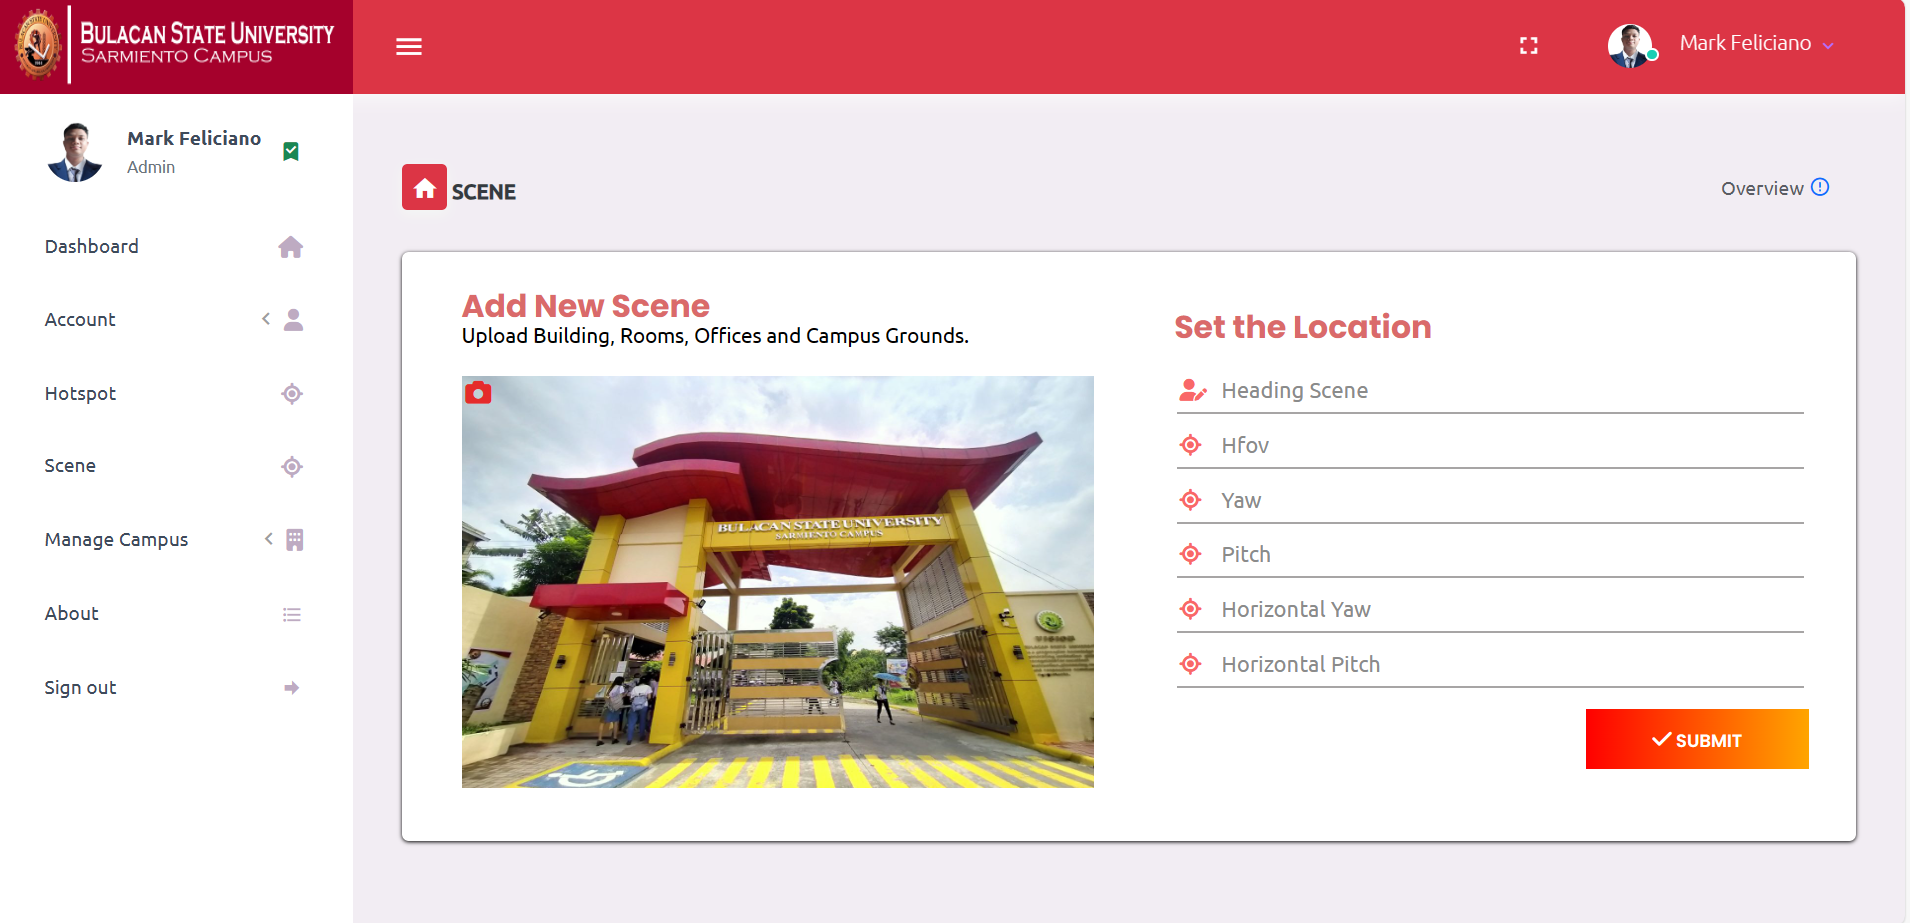 BULACAN STATE UNIVERSITY
SARMIENTO CAMPUS
Mark Feliciano
Mark Feliciano
Admin
Dashboard
Account
Hotspot
Scene
Manage Campus
About
Sign out
SCENE
Overview
Add New Scene
Upload Building, Rooms, Offices and Campus Grounds.
BULACAN STATE UNIVERSITY
SARMIENTO CAMPUS
VISION
Set the Location
Heading Scene
Hfov
Yaw
Pitch
Horizontal Yaw
Horizontal Pitch
SUBMIT